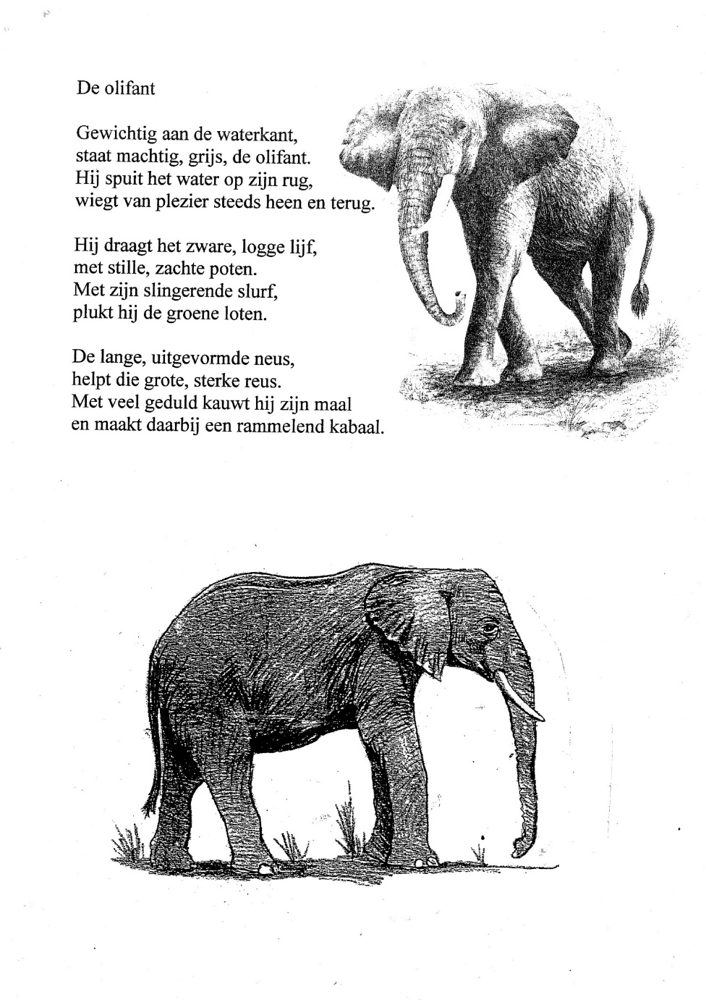 De olifant
Gewichtig aan de waterkant,
staat machtig, grijs, de olifant.
Hij spuit het water op zijn rug,
wiegt van plezier steeds heen en terug.
Hij draagt het zware, logge lijf,
met stille, zachte poten.
Met zijn slingerende slurf,
plukt hij de groene loten.
De lange, uitgevormde neus,
helpt die grote, sterke reus.
Met veel geduld kauwt hij zijn maal
en maakt daarbij een rammelend kabaal.